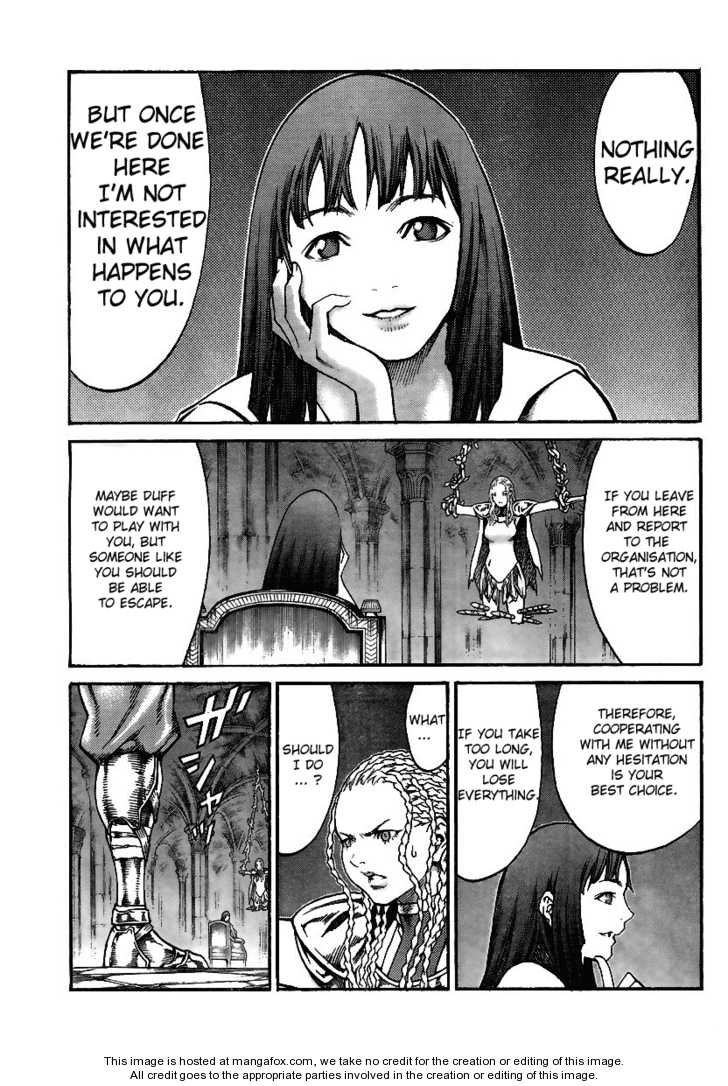 NOTHING
REALLY.
BUT ONCE
WE'RE DONE
HERE
I'M NOT
INTERESTED
IN WHAT
HAPPENS
TO YOU.
IF YOU LEAVE
FROM HERE
AND REPORT
TO THE
ORGANISATION,
THAT'S NOT
A PROBLEM.
MAYBE DUFF
WOULD WANT
TO PLAY WITH
YOU, BUT
SOMEONE LIKE
YOU SHOULD
BE ABLE
TO ESCAPE.
THEREFORE,
COOPERATING
WITH ME WITHOUT
ANY HESITATION
IS YOUR
BEST CHOICE.
IF YOU TAKE
TOO LONG,
YOU WILL
LOSE
EVERYTHING.
WHAT
...
SHOULD
I DO
... ?
ガシャッ
This image is hosted at mangafox.com, we take no credit for the creation or editing of this image.
All credit goes to the appropriate parties involved in the creation or editing of this image.